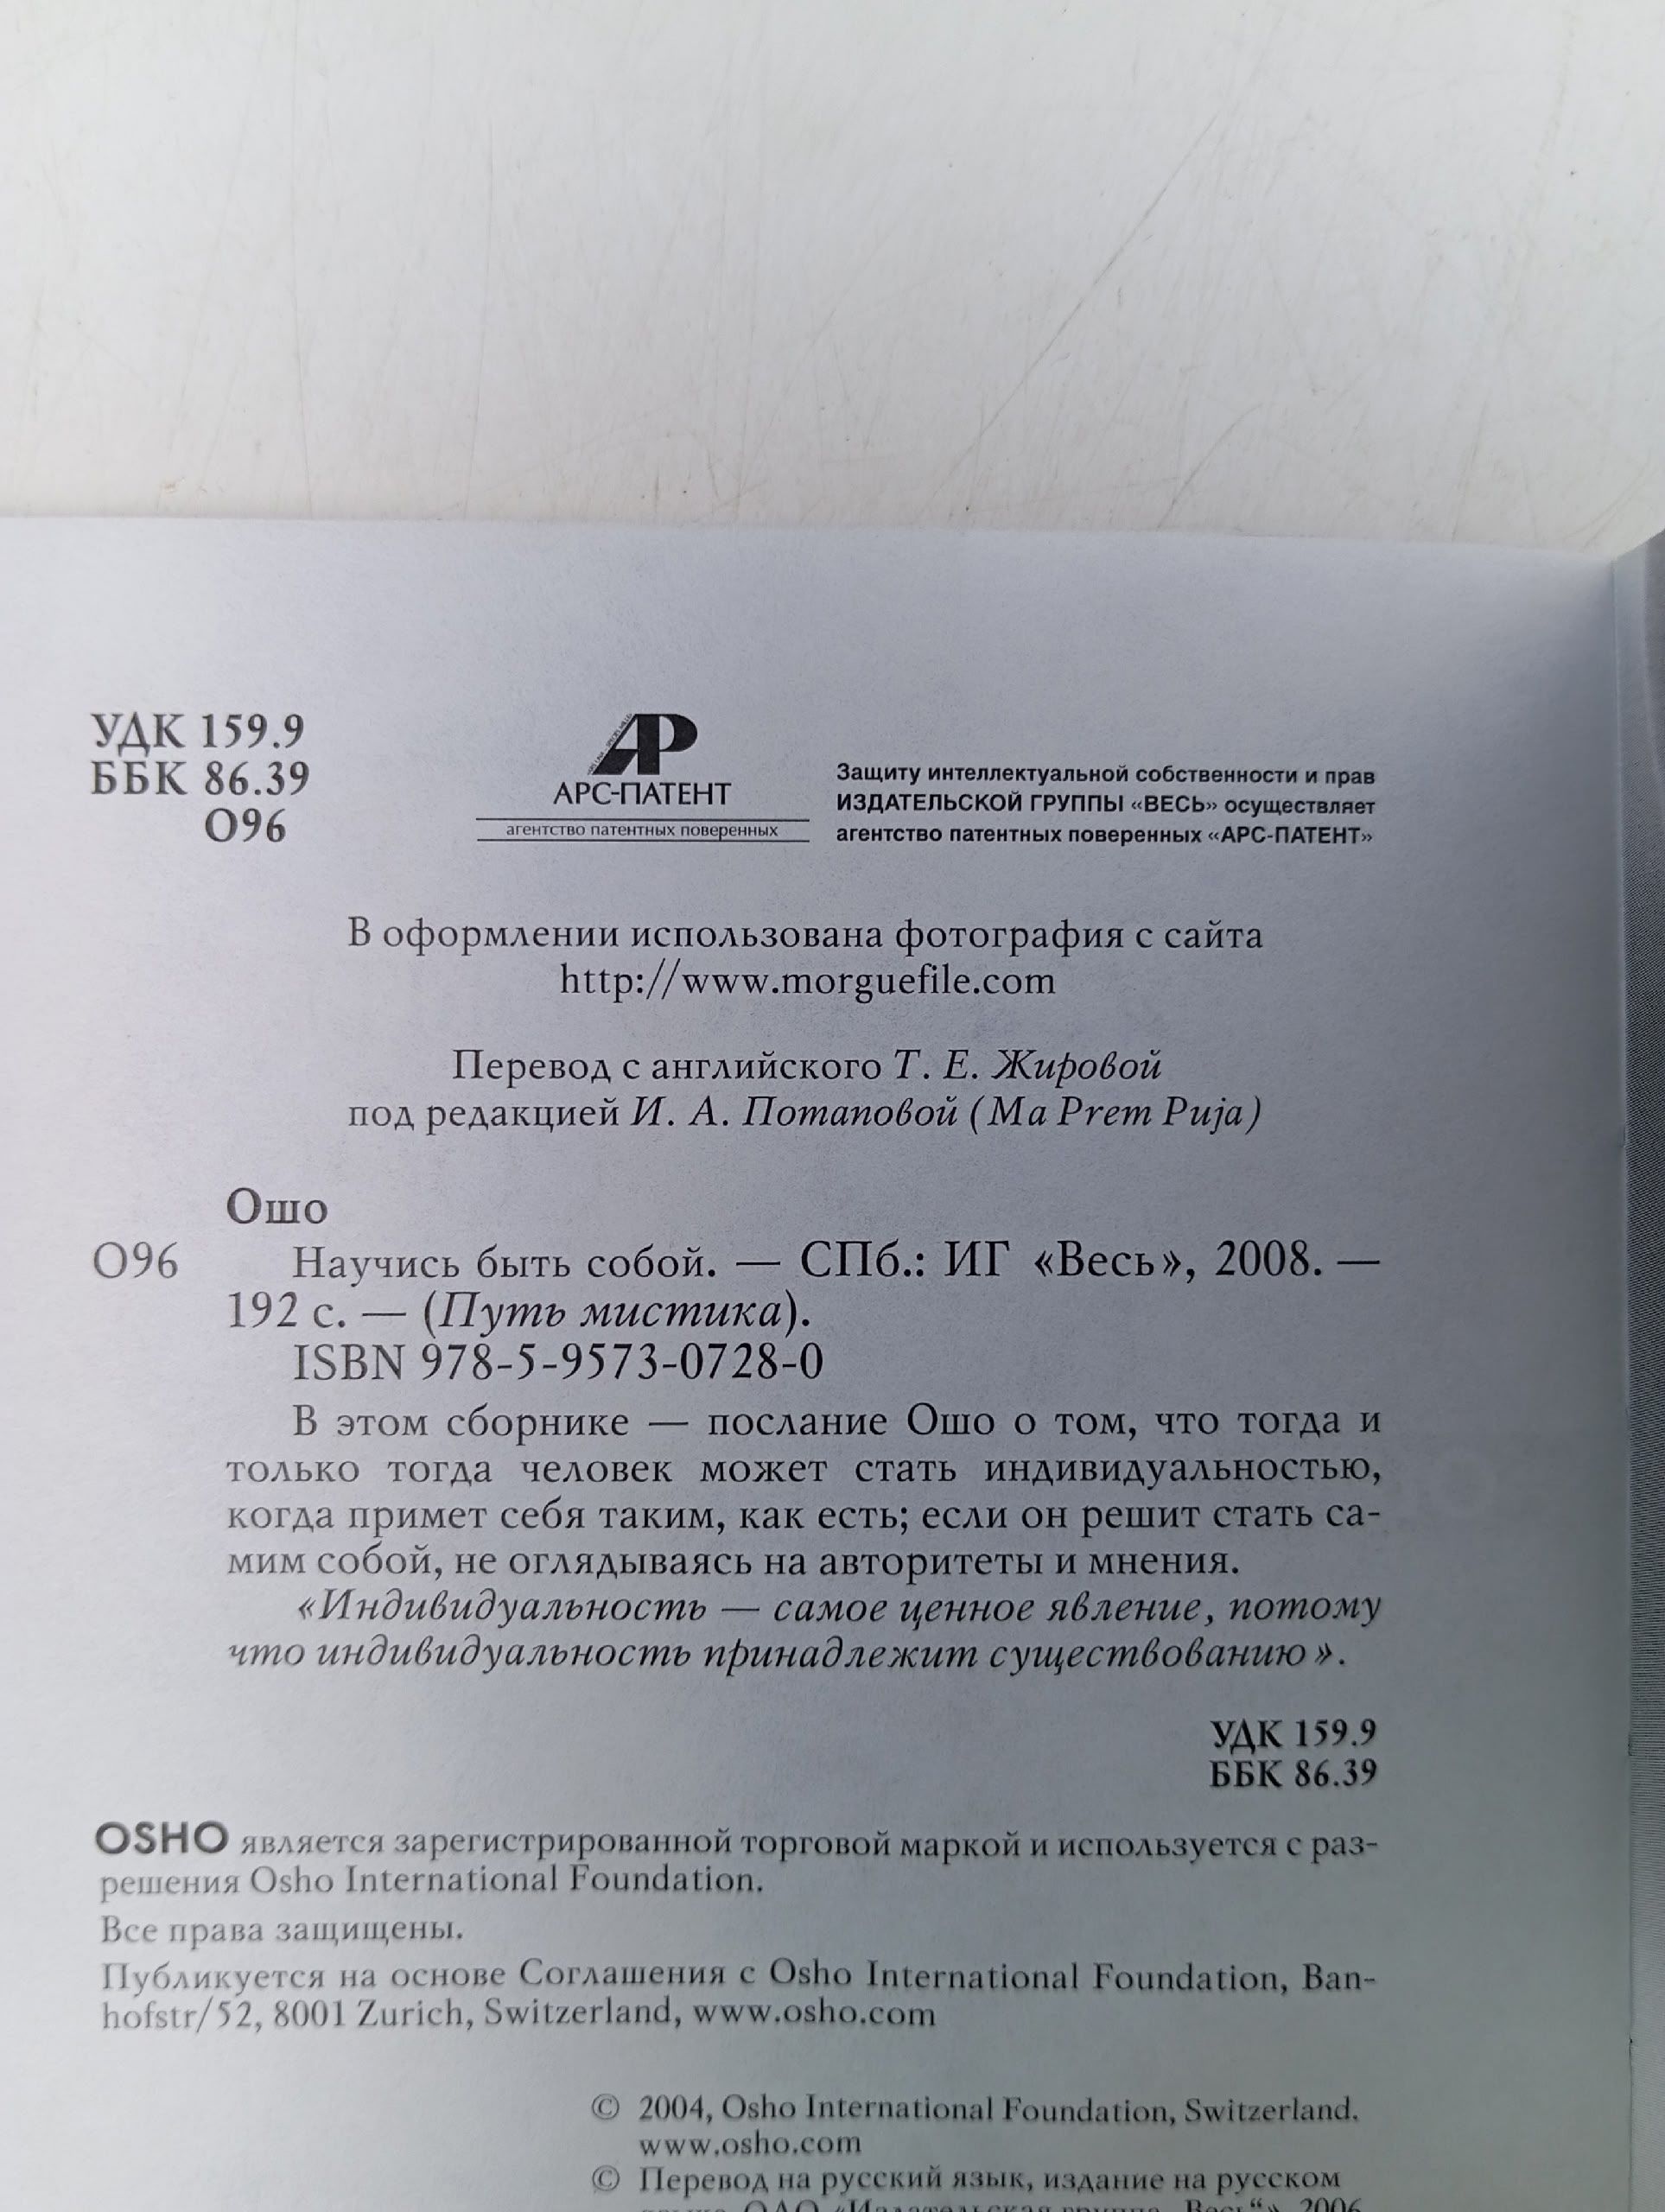 УДК 159.9
ББК 86.39
О96
АР
АРС-ПАТЕНТ
агентство патентных поверенных
Защиту интеллектуальной собственности и прав
ИЗДАТЕЛЬСКОЙ ГРУППЫ «ВЕСЬ» осуществляет
агентство патентных поверенных «АРС-ПАТЕНТ»
В оформлении использована фотография с сайта
http://www.morguefile.com
Перевод с английского Т. Е. Жировой
под редакцией И. А. Потаповой (Ma Prem Puja)
Ошо
О96 Научись быть собой. — СПб.: ИГ «Весь», 2008. —
192 с. — (Путь мистика).
ISBN 978-5-9573-0728-0
В этом сборнике — послание Ошо о том, что тогда и
только тогда человек может стать индивидуальностью,
когда примет себя таким, как есть; если он решит стать са-
мим собой, не оглядываясь на авторитеты и мнения.
«Индивидуальность — самое ценное явление, потому
что индивидуальность принадлежит существованию».
УДК 159.9
ББК 86.39
OSHO является зарегистрированной торговой маркой и используется с раз-
решения Osho International Foundation.
Все права защищены.
Публикуется на основе Соглашения с Osho International Foundation, Ban-
hofstr/52, 8001 Zurich, Switzerland, www.osho.com
© 2004, Osho International Foundation, Switzerland.
www.osho.com
© Перевод на русский язык, издание на русском
языке. ОАО «Издательская группа „Весь“», 2006